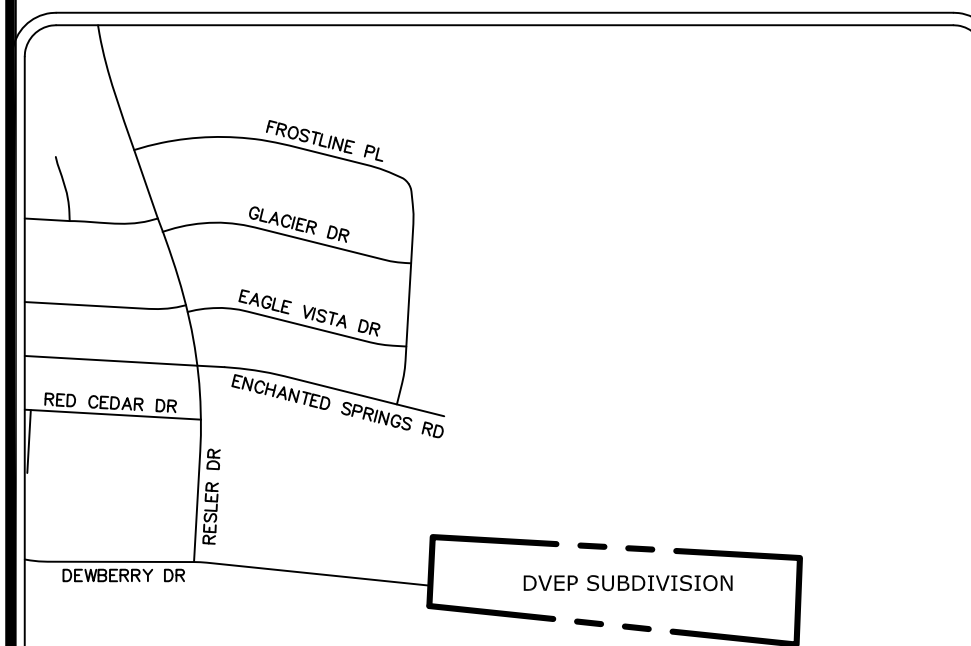 FROSTLINE PL
GLACIER DR
EAGLE VISTA DR
ENCHANTED SPRINGS RD
RED CEDAR DR
RESLER DR
DEWBERRY DR
DVEP SUBDIVISION